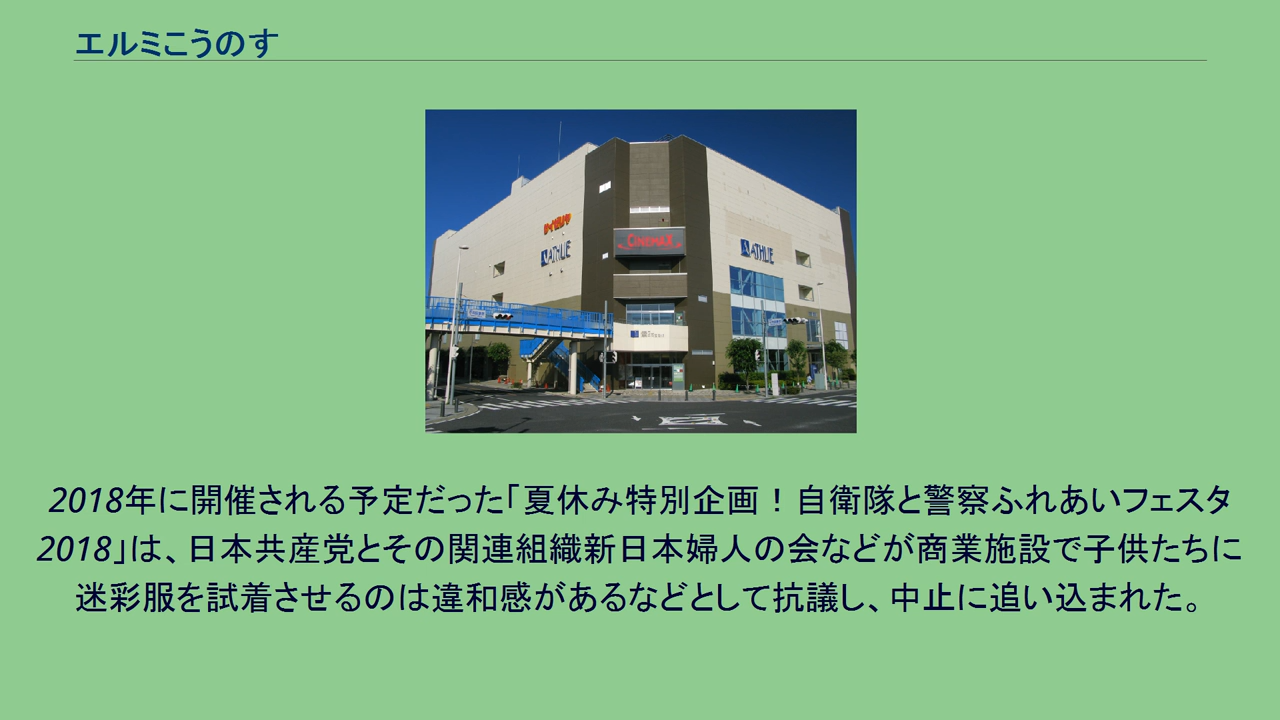 エルミこうのす
ATHUE
CINEMAX
ATHUE
2018年に開催される予定だった「夏休み特別企画！自衛隊と警察ふれあいフェスタ
2018」は、日本共産党とその関連組織新日本婦人の会などが商業施設で子供たちに
迷彩服を試着させるのは違和感があるなどとして抗議し、中止に追い込まれた。